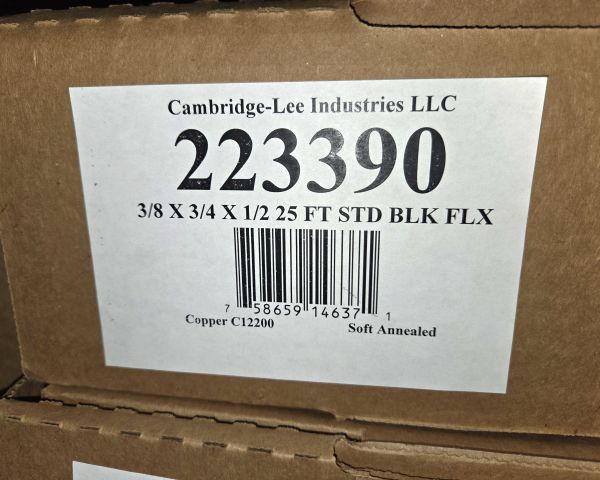 Cambridge-Lee Industries LLC
223390
3/8 X 3/4 X 1/2 25 FT STD BLK FLX
7 58659 14637 1
Copper C12200 Soft Annealed